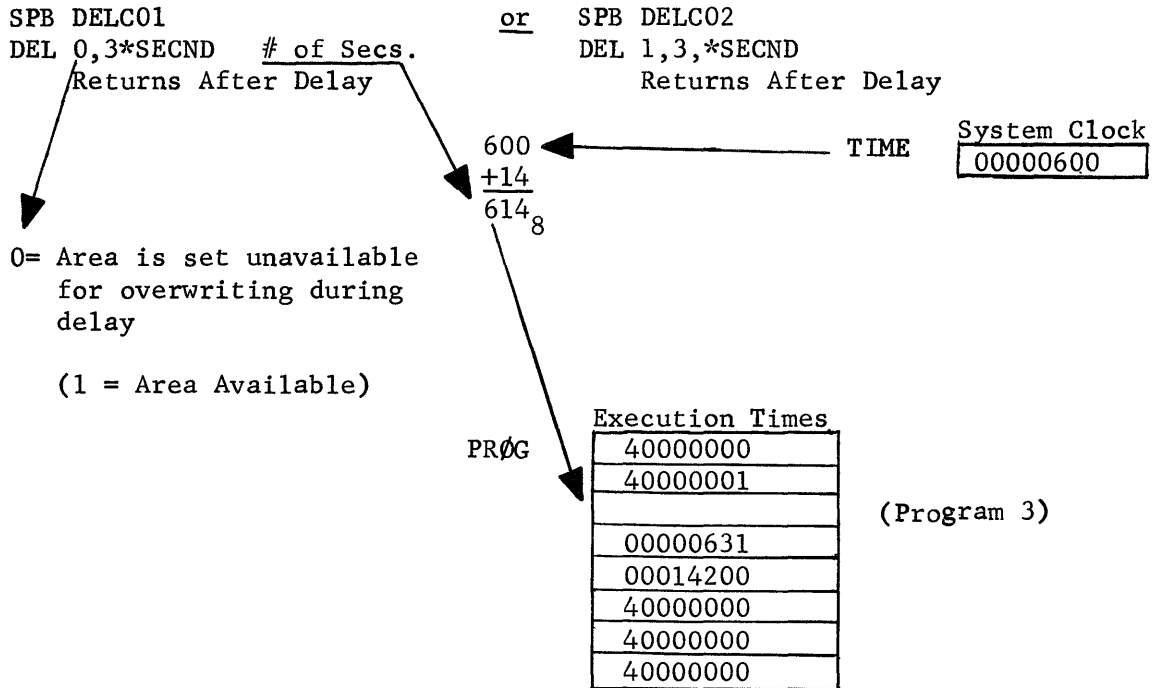 SPB DELCO1 or SPB DELCO2
DEL 0,3*SECND # of Secs. DEL 1,3,*SECND
Returns After Delay Returns After Delay
System Clock
600 TIME 00000600
+14
614₈
0= Area is set unavailable
for overwriting during
delay
(1 = Area Available)
Execution Times
PRØG 40000000
40000001
(Program 3)
00000631
00014200
40000000
40000000
40000000